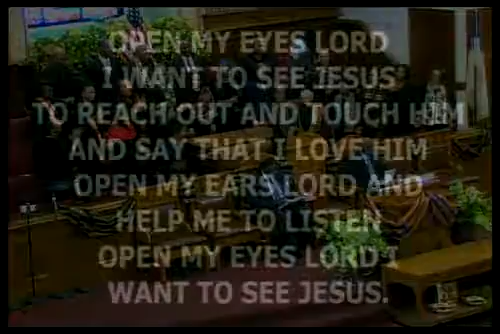 OPEN MY EYES LORD
I WANT TO SEE JESUS
TO REACH OUT AND TOUCH HIM
AND SAY THAT I LOVE HIM
OPEN MY EARS LORD AND
HELP ME TO LISTEN
OPEN MY EYES LORD I
WANT TO SEE JESUS.